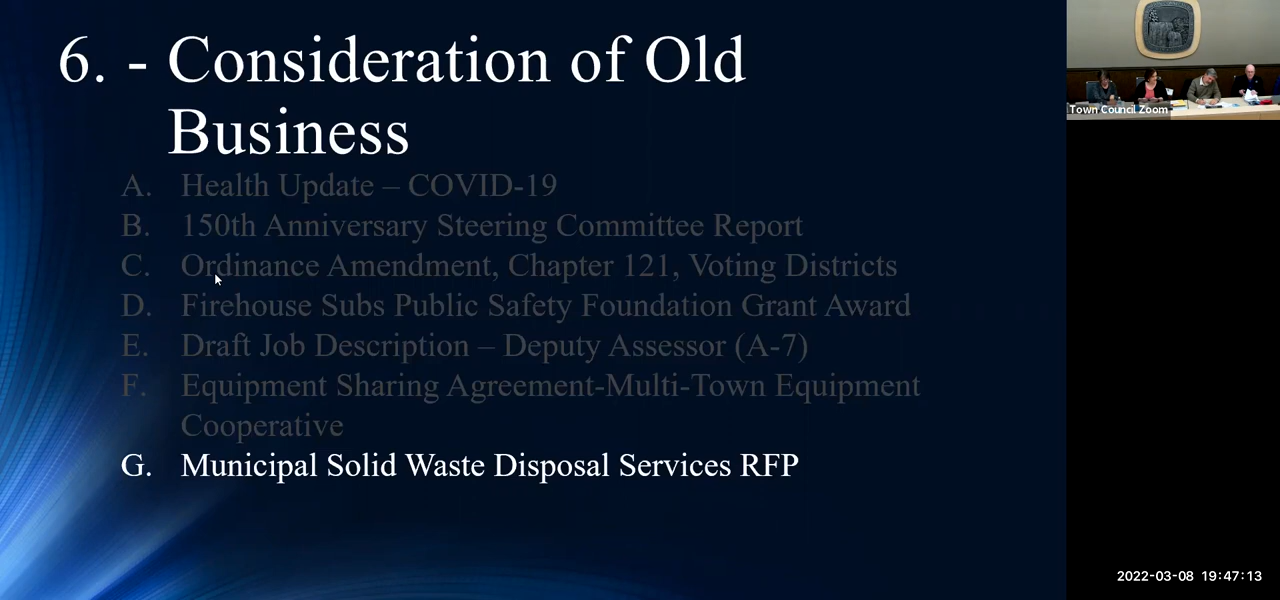 6. - Consideration of Old
Business
A. Health Update – COVID-19
B. 150th Anniversary Steering Committee Report
C. Ordinance Amendment, Chapter 121, Voting Districts
D. Firehouse Subs Public Safety Foundation Grant Award
E. Draft Job Description – Deputy Assessor (A-7)
F. Equipment Sharing Agreement-Multi-Town Equipment
Cooperative
G. Municipal Solid Waste Disposal Services RFP
Town Council Zoom
2022-03-08 19:47:13